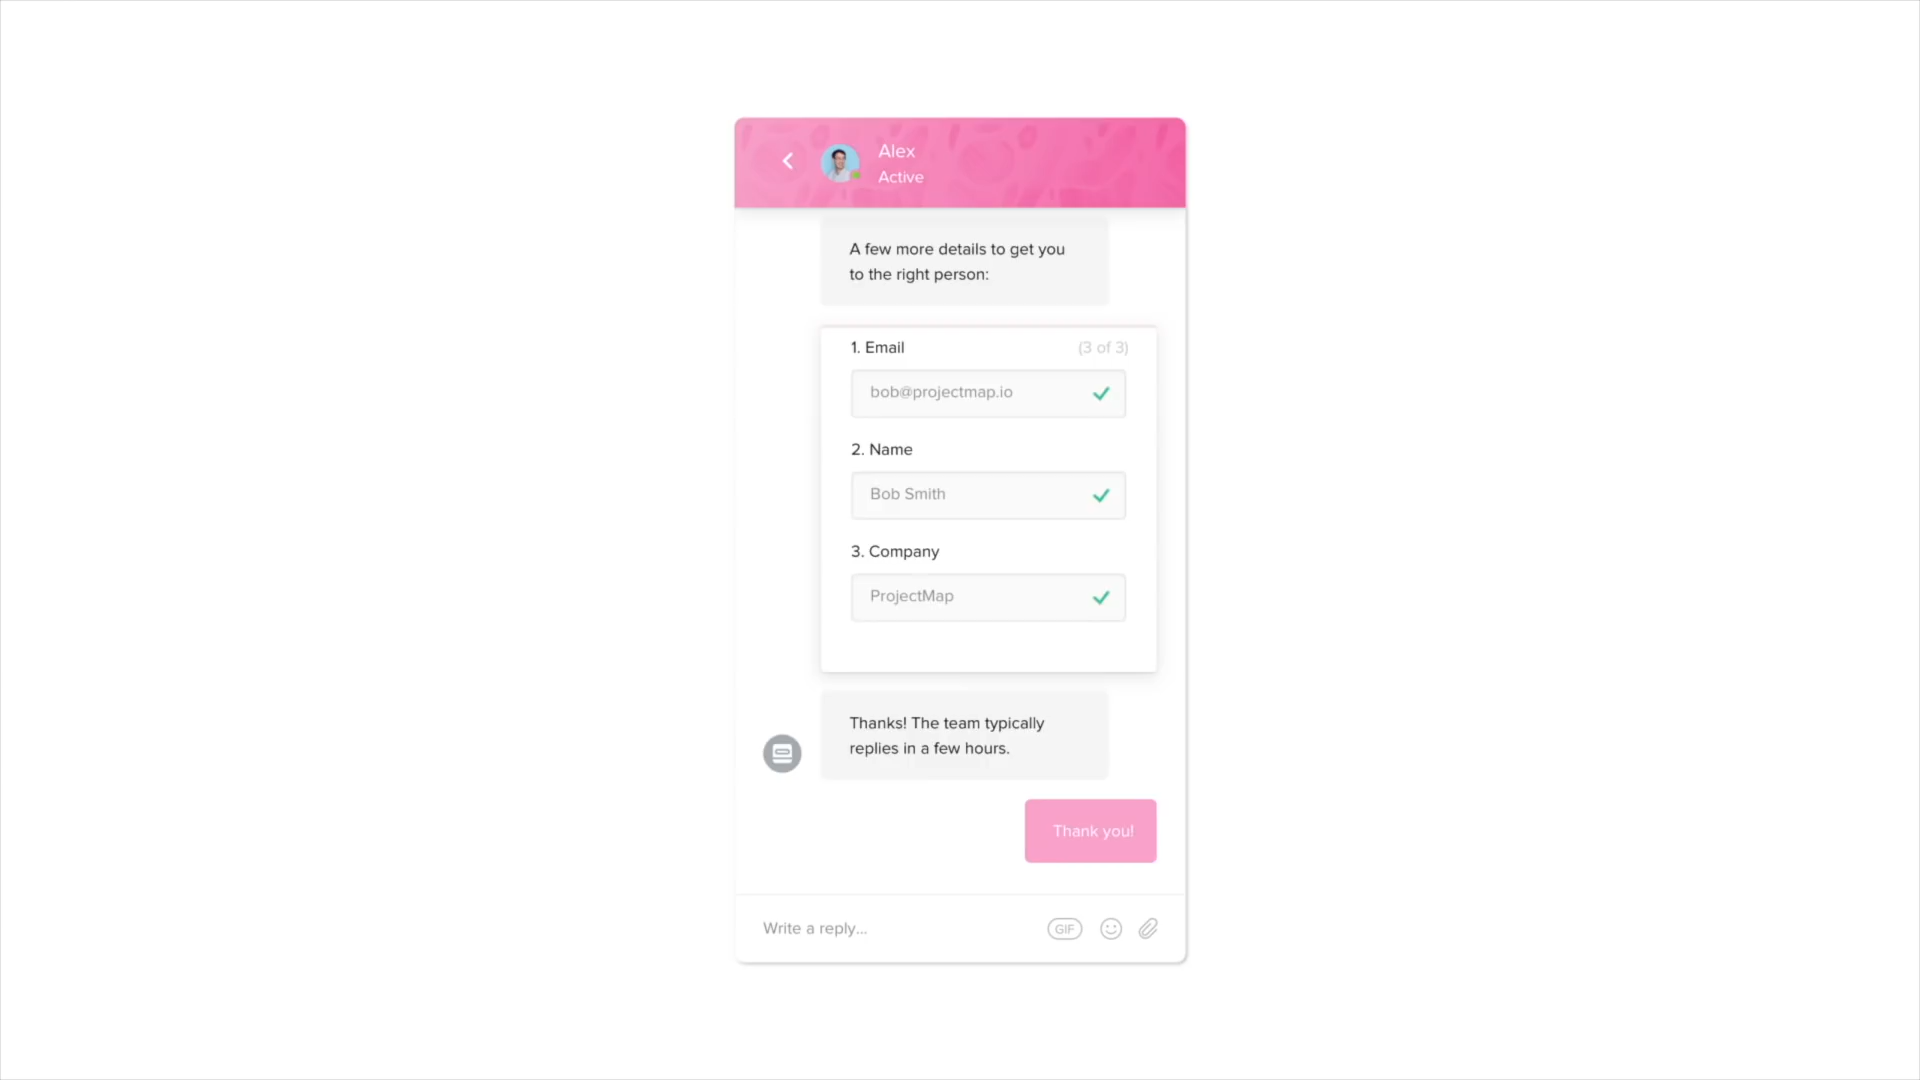 Alex
Active
A few more details to get you
to the right person:
1. Email
(3 of 3)
bob@projectmap.io
2. Name
Bob Smith
3. Company
ProjectMap
Thanks! The team typically
replies in a few hours.
Thank you!
Write a reply...
GIF